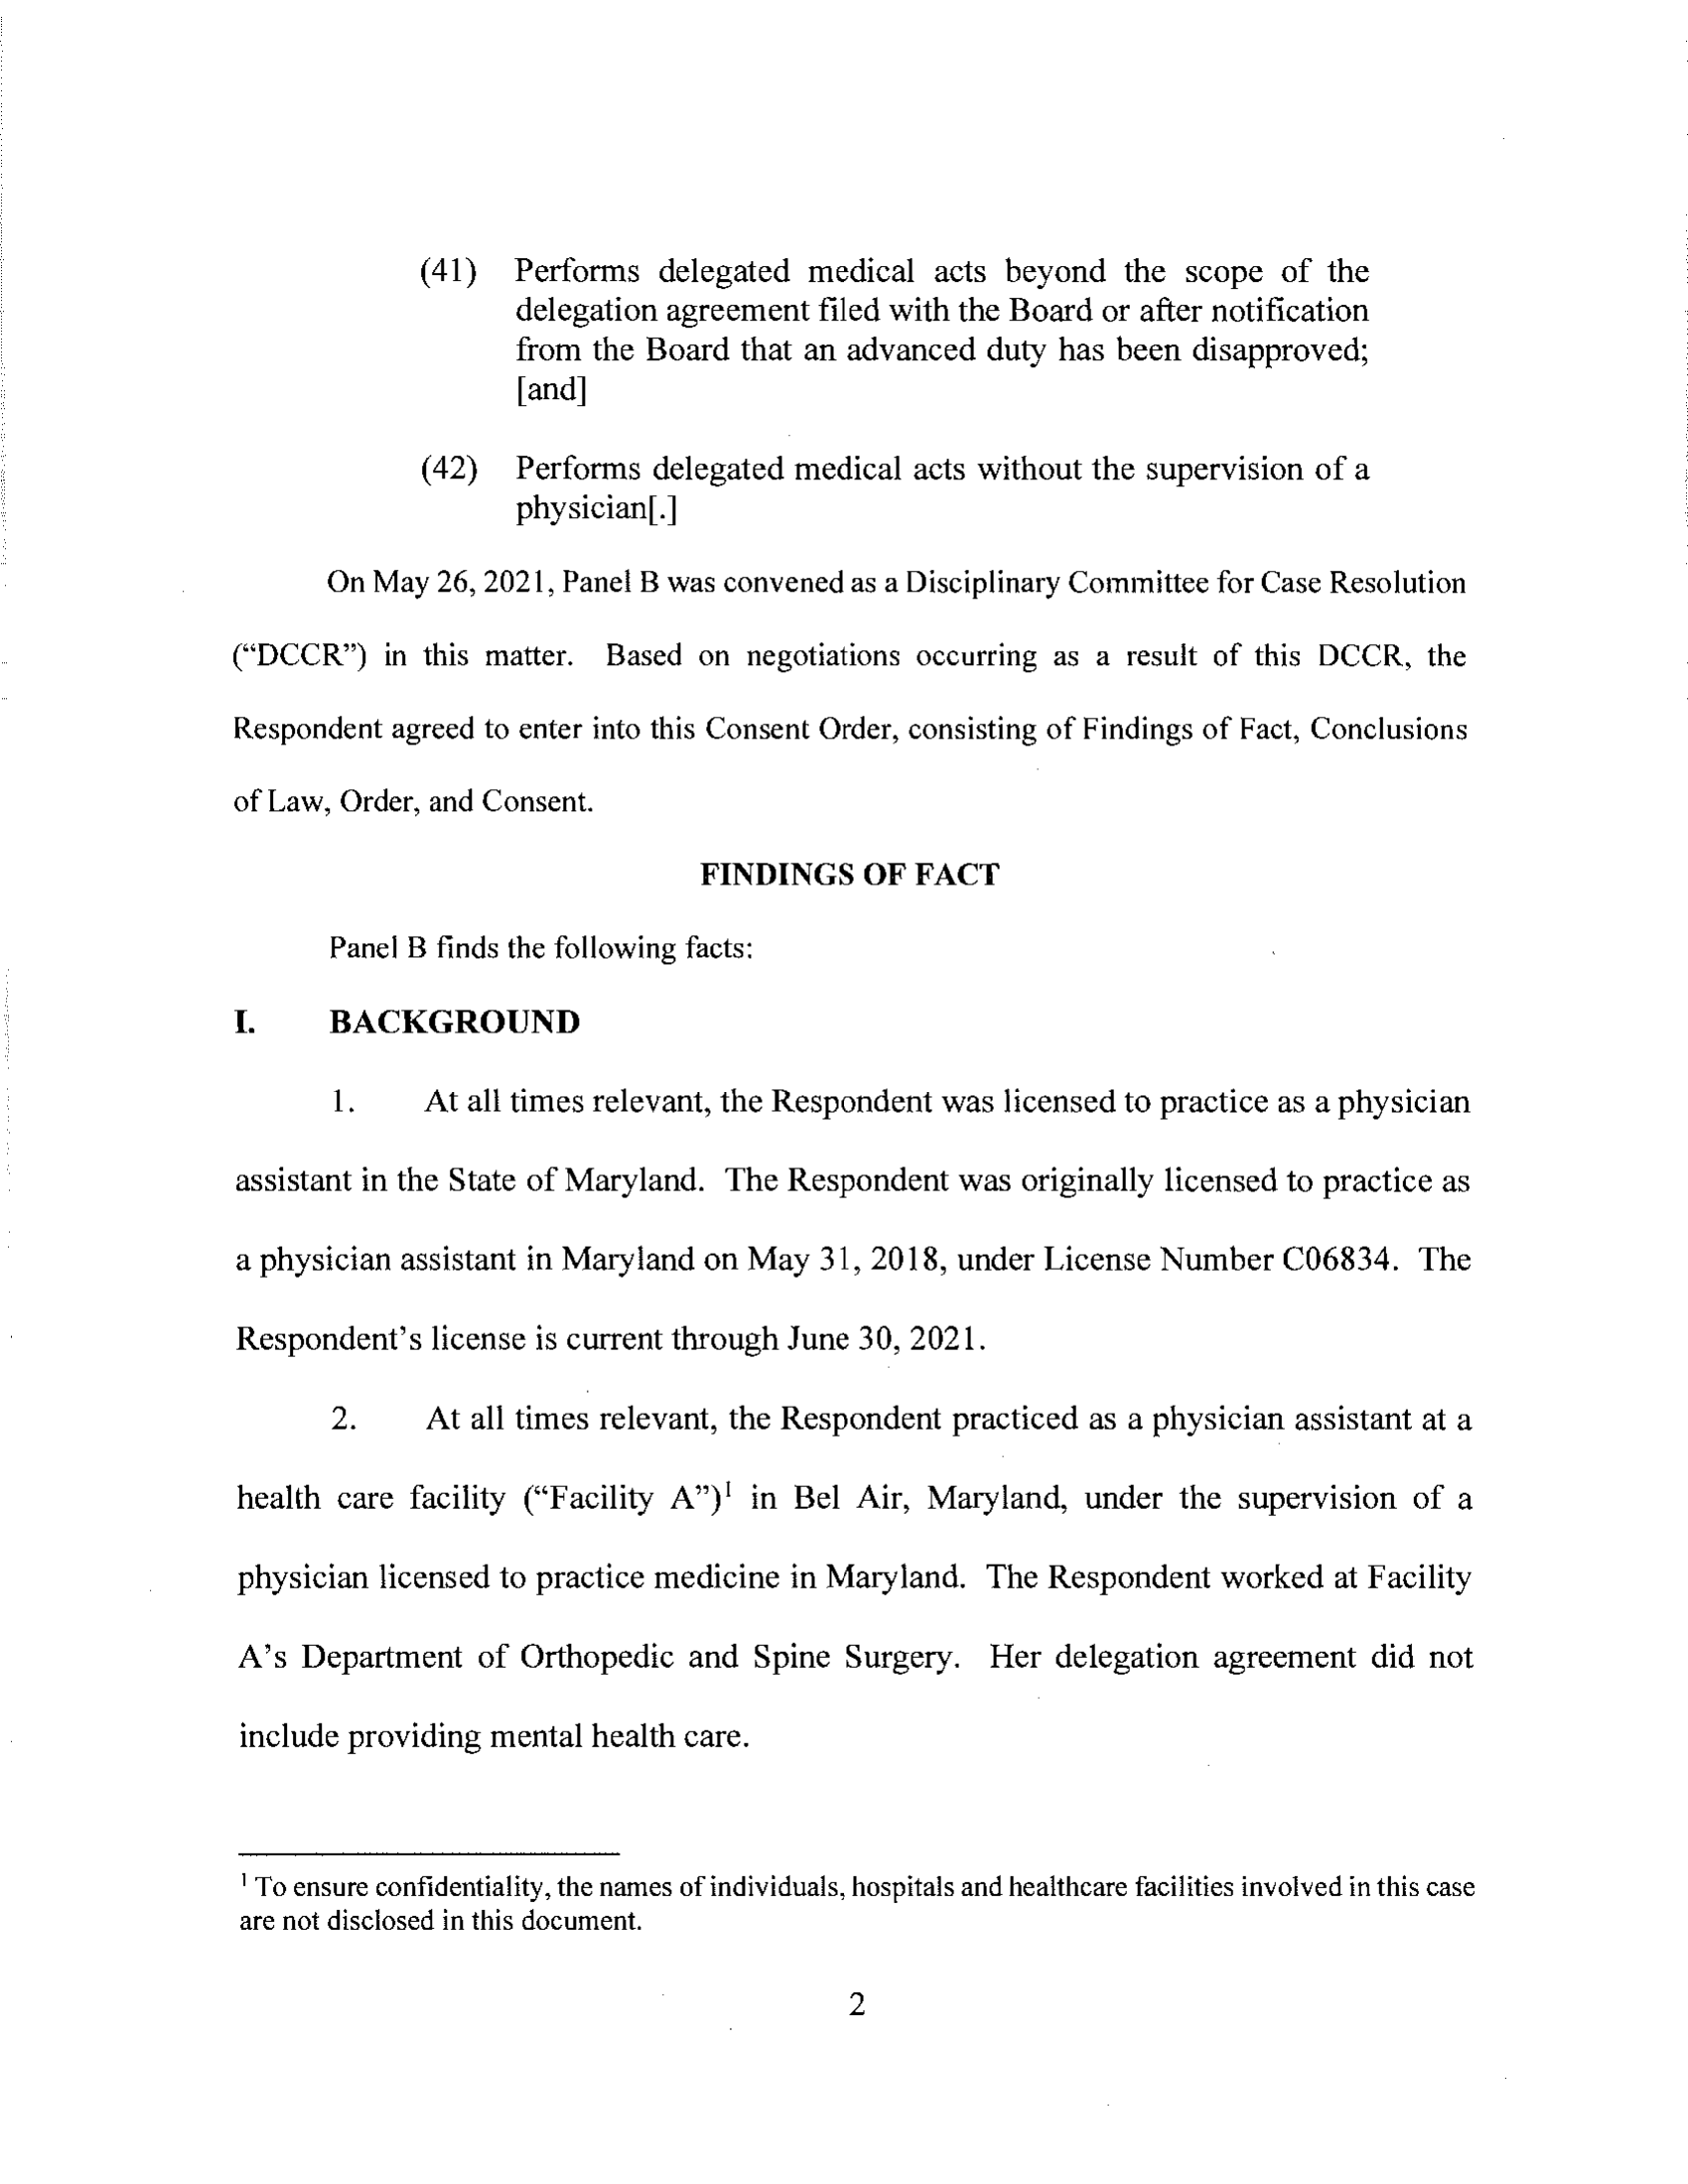 (41) Performs delegated medical acts beyond the scope of the
delegation agreement filed with the Board or after notification
from the Board that an advanced duty has been disapproved;
[and]
(42) Performs delegated medical acts without the supervision of a
physician[.]
On May 26, 2021, Panel B was convened as a Disciplinary Committee for Case Resolution
(“DCCR”) in this matter. Based on negotiations occurring as a result of this DCCR, the
Respondent agreed to enter into this Consent Order, consisting of Findings of Fact, Conclusions
of Law, Order, and Consent.
FINDINGS OF FACT
Panel B finds the following facts:
I. BACKGROUND
1. At all times relevant, the Respondent was licensed to practice as a physician
assistant in the State of Maryland. The Respondent was originally licensed to practice as
a physician assistant in Maryland on May 31, 2018, under License Number C06834. The
Respondent’s license is current through June 30, 2021.
2. At all times relevant, the Respondent practiced as a physician assistant at a
health care facility (“Facility A”)¹ in Bel Air, Maryland, under the supervision of a
physician licensed to practice medicine in Maryland. The Respondent worked at Facility
A’s Department of Orthopedic and Spine Surgery. Her delegation agreement did not
include providing mental health care.
¹ To ensure confidentiality, the names of individuals, hospitals and healthcare facilities involved in this case
are not disclosed in this document.
2